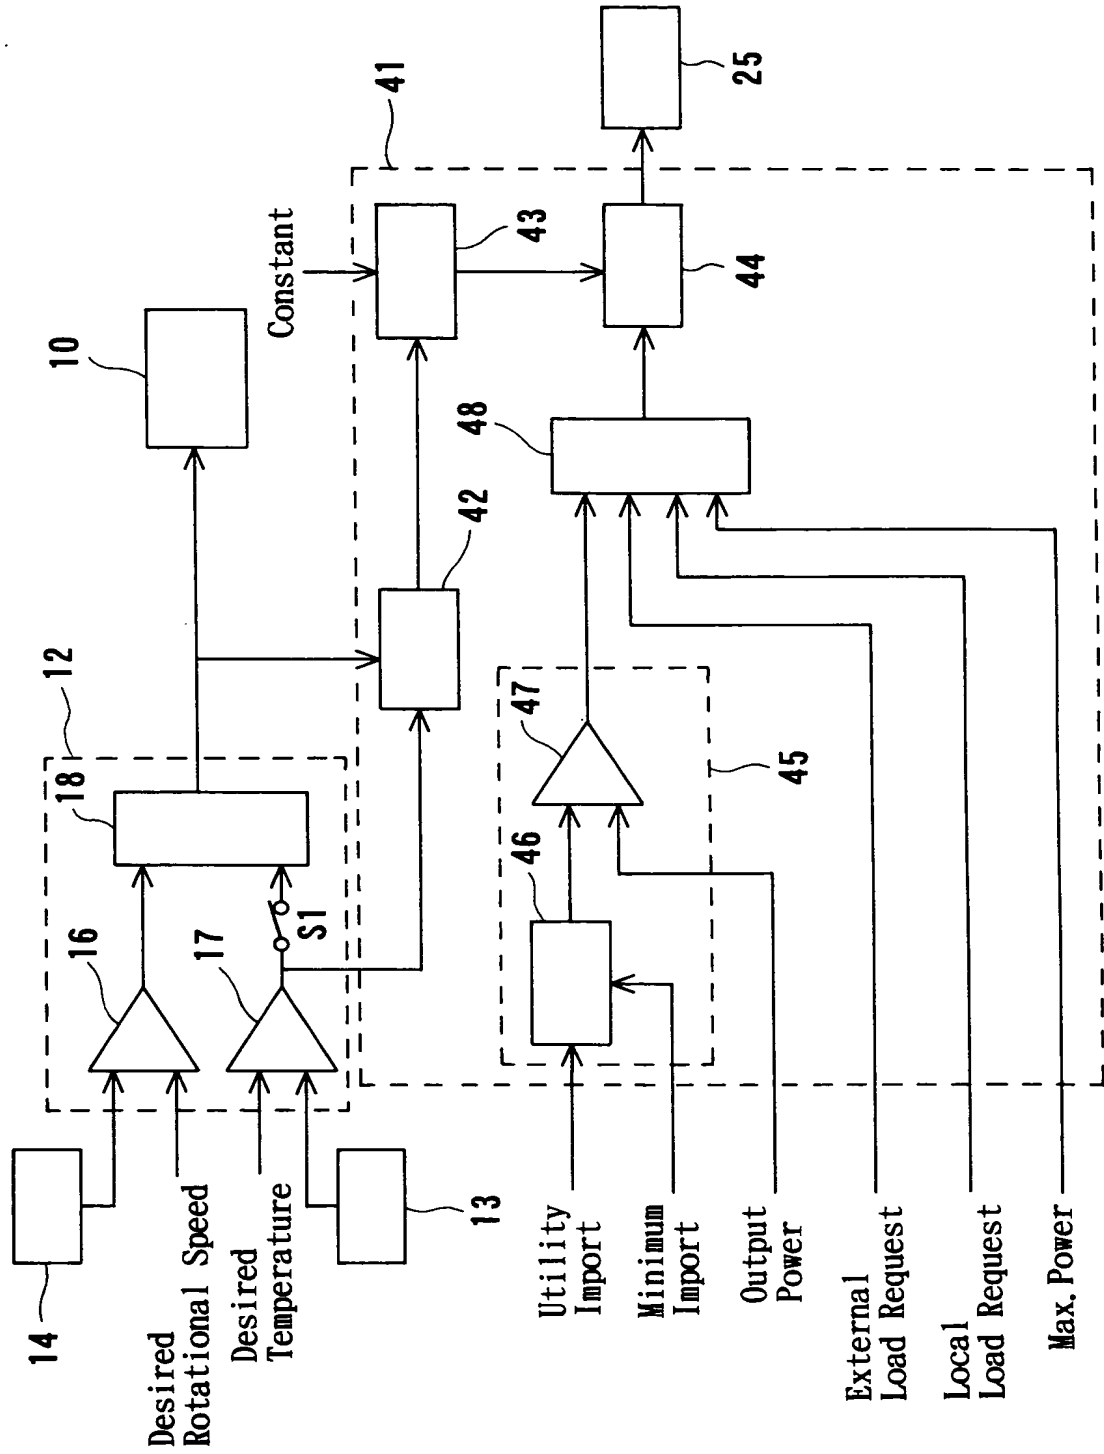 14
Desired
Rotational Speed
Desired
Temperature
13
16
17
S1
18
12
10
Constant
41
42
43
44
25
48
47
46
45
Utility
Import
Minimum
Import
Output
Power
External
Load Request
Local
Load Request
Max. Power